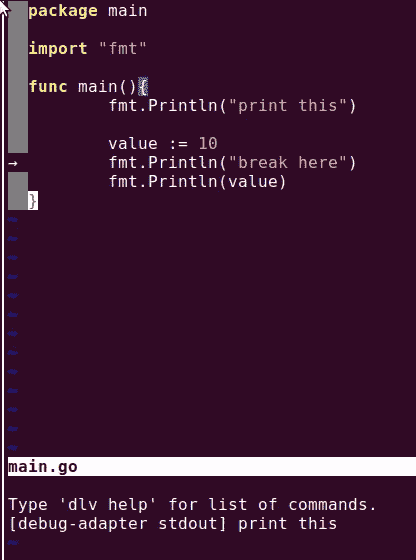 package main
import "fmt"
func main(){
fmt.Println("print this")
value := 10
→ fmt.Println("break here")
fmt.Println(value)
}
~
~
~
~
~
~
~
~
~
~
~
~
~
main.go
Type 'dlv help' for list of commands.
[debug-adapter stdout] print this
~